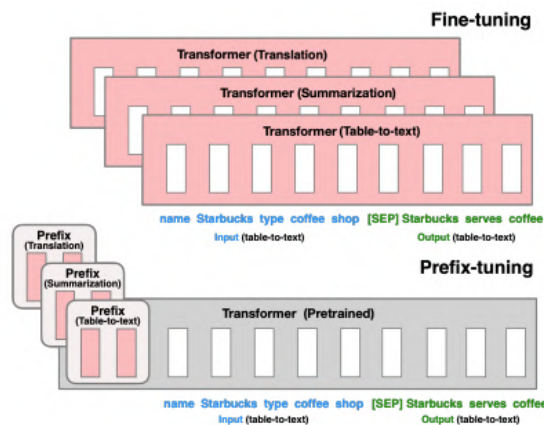 Fine-tuning
Transformer (Translation)
Transformer (Summarization)
Transformer (Table-to-text)
name Starbucks type coffee shop [SEP] Starbucks serves coffee
Input (table-to-text) Output (table-to-text)
Prefix-tuning
Prefix
(Translation)
Prefix
(Summarization)
Prefix
(Table-to-text)
Transformer (Pretrained)
name Starbucks type coffee shop [SEP] Starbucks serves coffee
Input (table-to-text) Output (table-to-text)